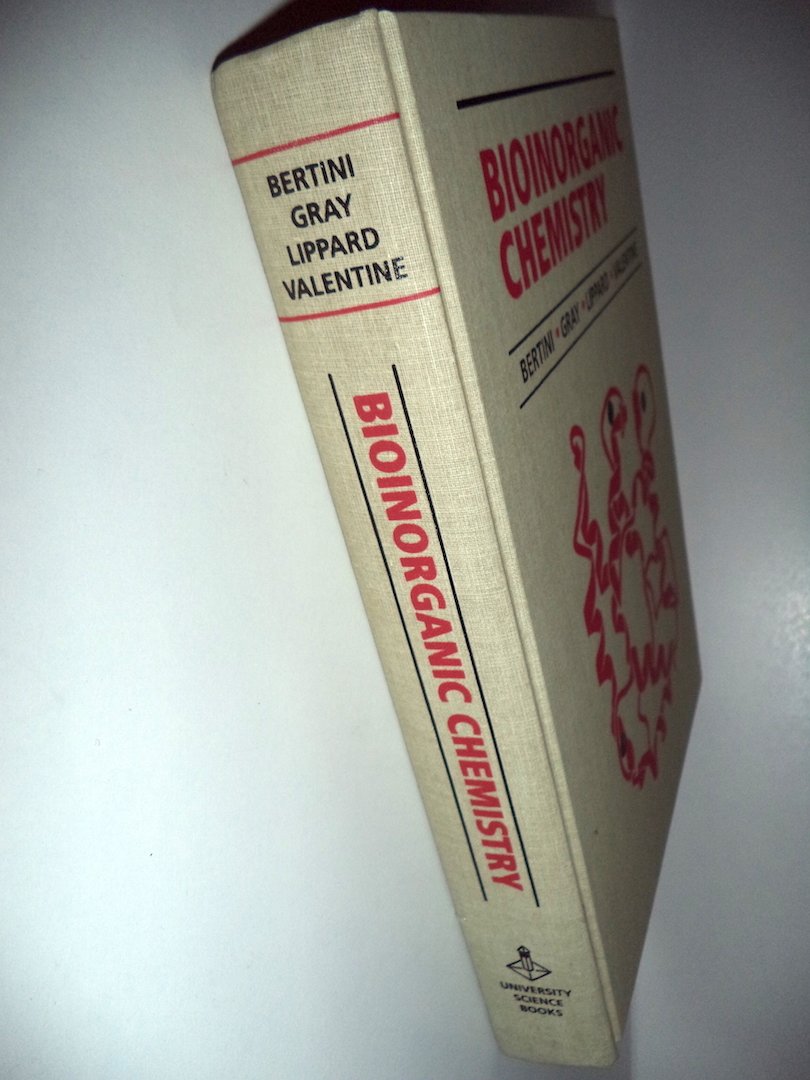 BERTINI
GRAY
LIPPARD
VALENTINE
BIOINORGANIC CHEMISTRY
UNIVERSITY
SCIENCE
BOOKS
BIOINORGANIC
CHEMISTRY
BERTINI • GRAY • LIPPARD • VALENTINE